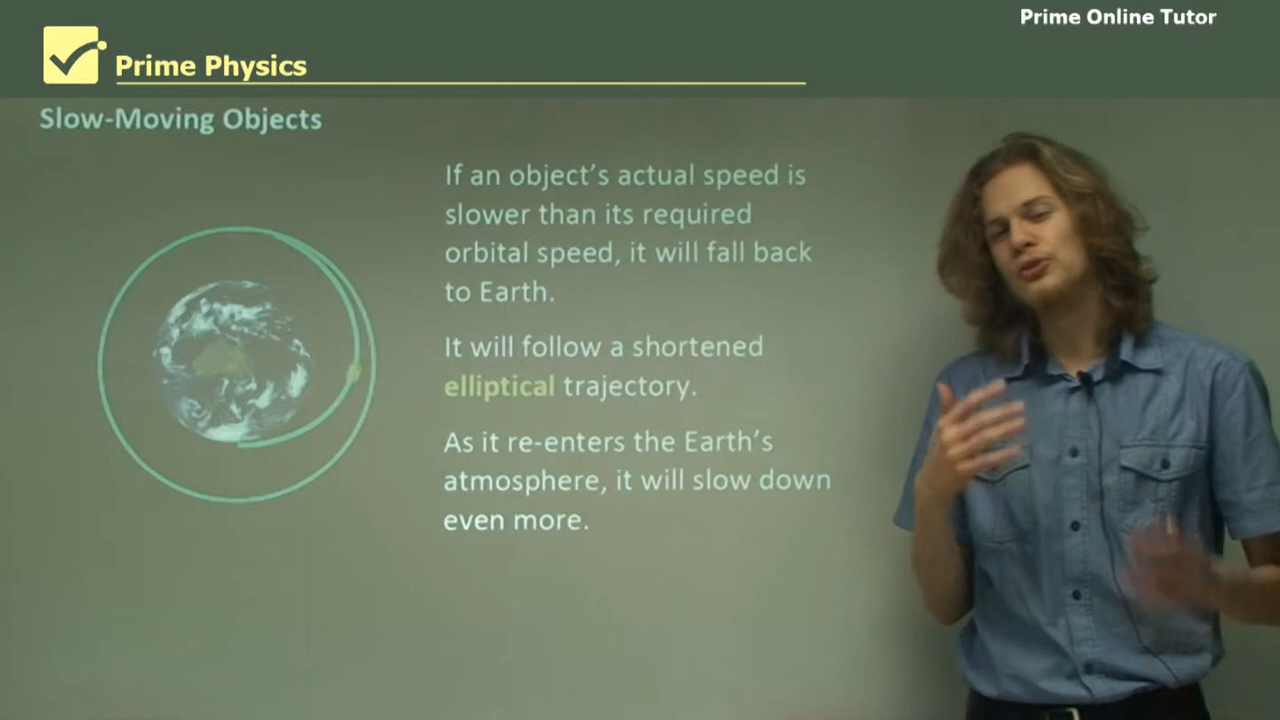 Prime Online Tutor
Prime Physics
Slow-Moving Objects
If an object's actual speed is
slower than its required
orbital speed, it will fall back
to Earth.
It will follow a shortened
elliptical trajectory.
As it re-enters the Earth's
atmosphere, it will slow down
even more.